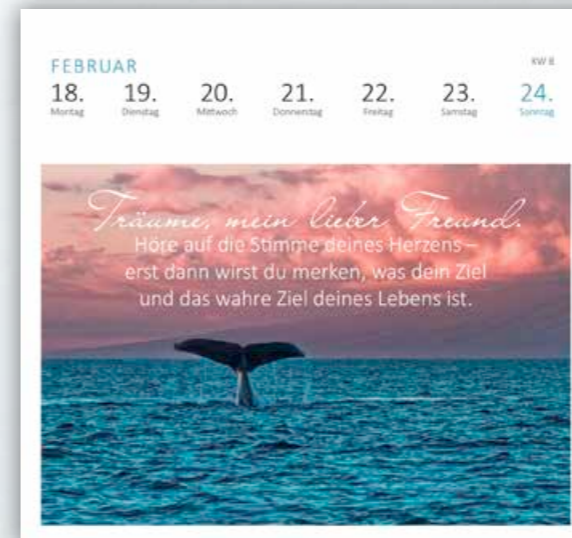 FEBRUAR
KW 8
18. 19. 20. 21. 22. 23. 24.
Montag Dienstag Mittwoch Donnerstag Freitag Samstag Sonntag
Träume, mein lieber Freund.
Höre auf die Stimme deines Herzens –
erst dann wirst du merken, was dein Ziel
und das wahre Ziel deines Lebens ist.